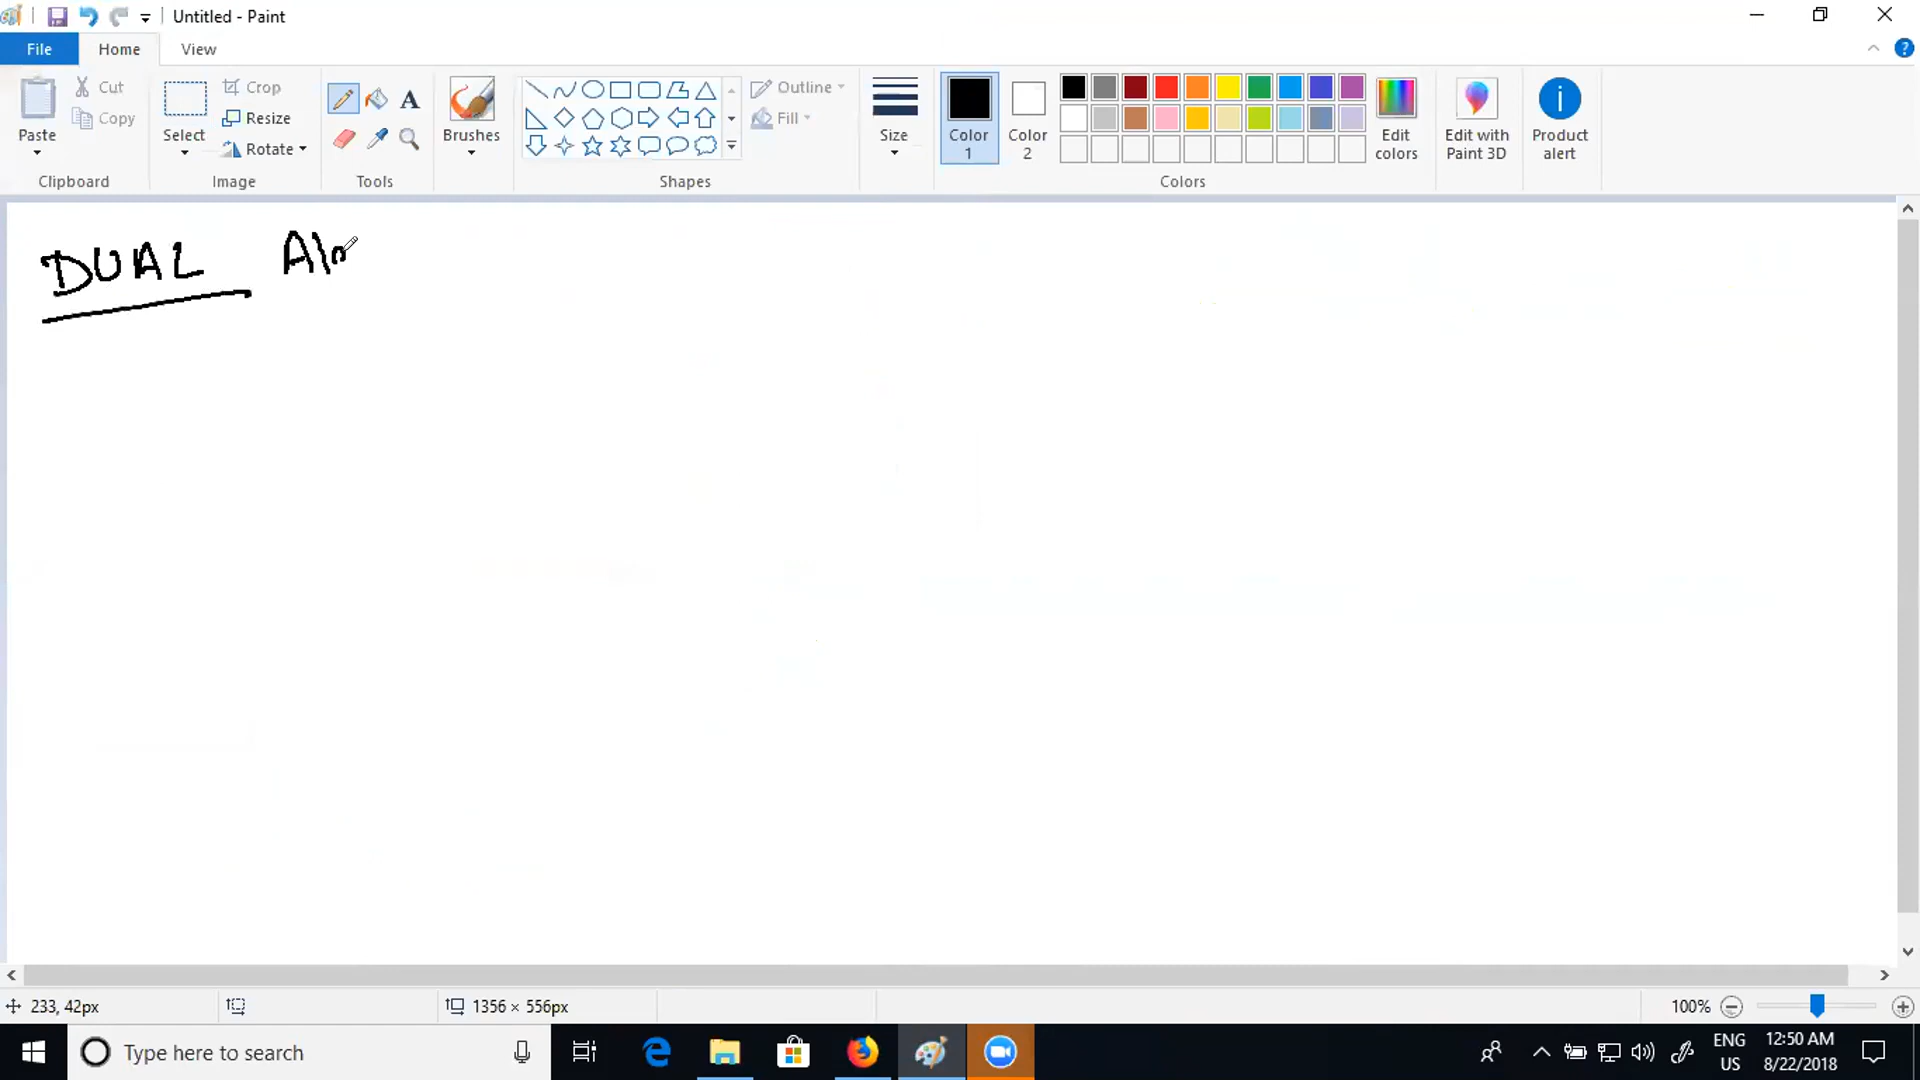 Untitled - Paint
File Home View
Paste Cut Copy Select Crop Resize Rotate Brushes Outline Fill Size Color 1 Color 2 Edit colors Edit with Paint 3D Product alert
Clipboard Image Tools Shapes Colors
DUAL
233, 42px 1356 × 556px 100%
Type here to search ENG US 12:50 AM 8/22/2018